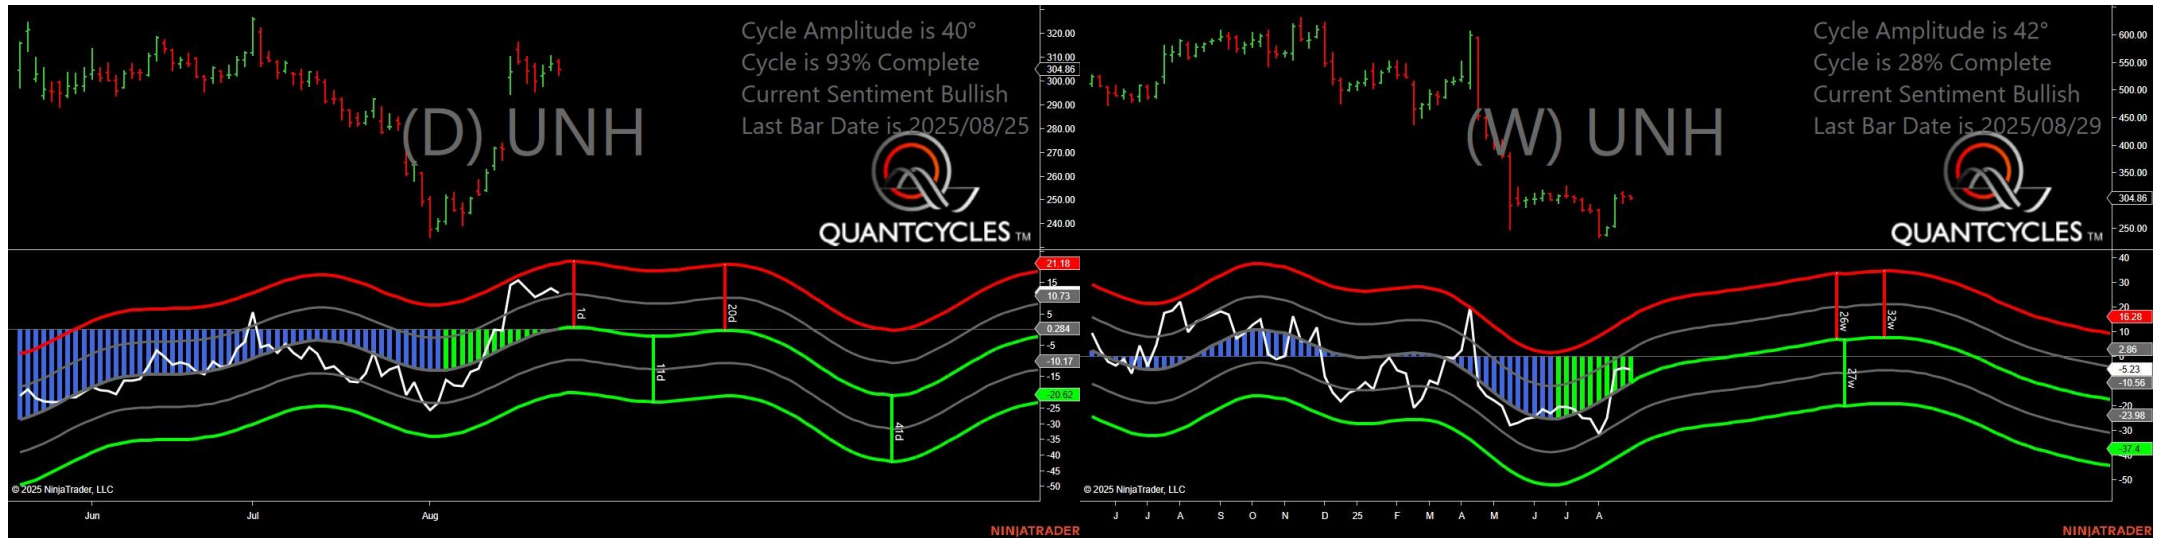 Cycle Amplitude is 40°
Cycle is 93% Complete
Current Sentiment Bullish
Last Bar Date is 2025/08/25
(D) UNH
QUANTCYCLES TM
320.00
310.00
304.86
300.00
290.00
280.00
270.00
260.00
250.00
240.00
21.18
15
10.73
5
0.284
-5
-10.17
-15
-20.62
-25
-30
-35
-40
-45
-50
1d
11d
20d
41d
© 2025 NinjaTrader, LLC
Jun
Jul
Aug
NINJATRADER
Cycle Amplitude is 42°
Cycle is 28% Complete
Current Sentiment Bullish
Last Bar Date is 2025/08/29
(W) UNH
QUANTCYCLES TM
600.00
550.00
500.00
450.00
400.00
350.00
304.86
250.00
40
30
20
16.28
10
2.86
-5.23
-10.56
-20
-23.98
-30
-37.4
-40
-50
26w
27w
32w
© 2025 NinjaTrader, LLC
J J A S O N D 25 F M A M J J A
NINJATRADER